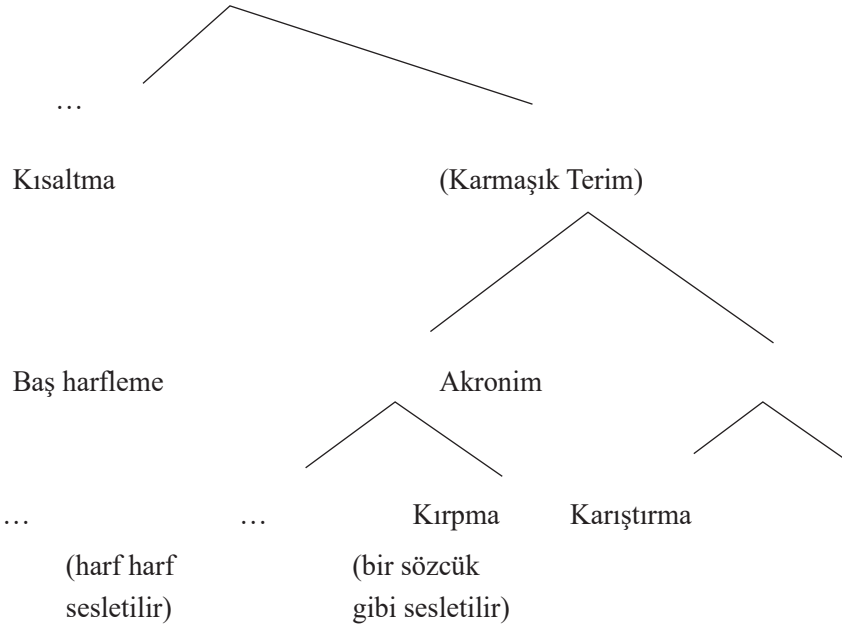 …
Kısaltma (Karmaşık Terim)
Baş harfleme Akronim
… … Kırpma Karıştırma
(harf harf (bir sözcük
sesletilir) gibi sesletilir)